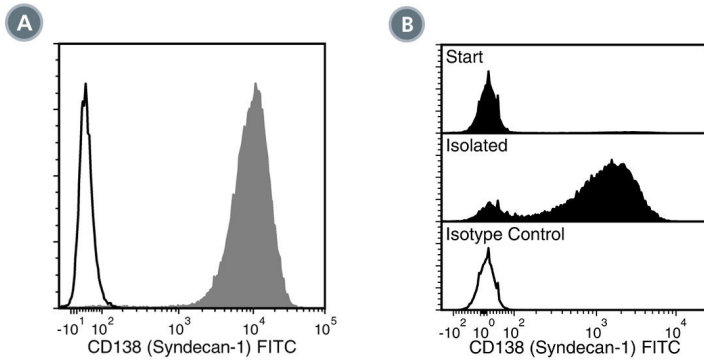 A
B
Start
Isolated
Isotype Control
-10¹ 10² 10³ 10⁴ 10⁵
CD138 (Syndecan-1) FITC
-10² 10⁰ 10² 10³ 10⁴
CD138 (Syndecan-1) FITC